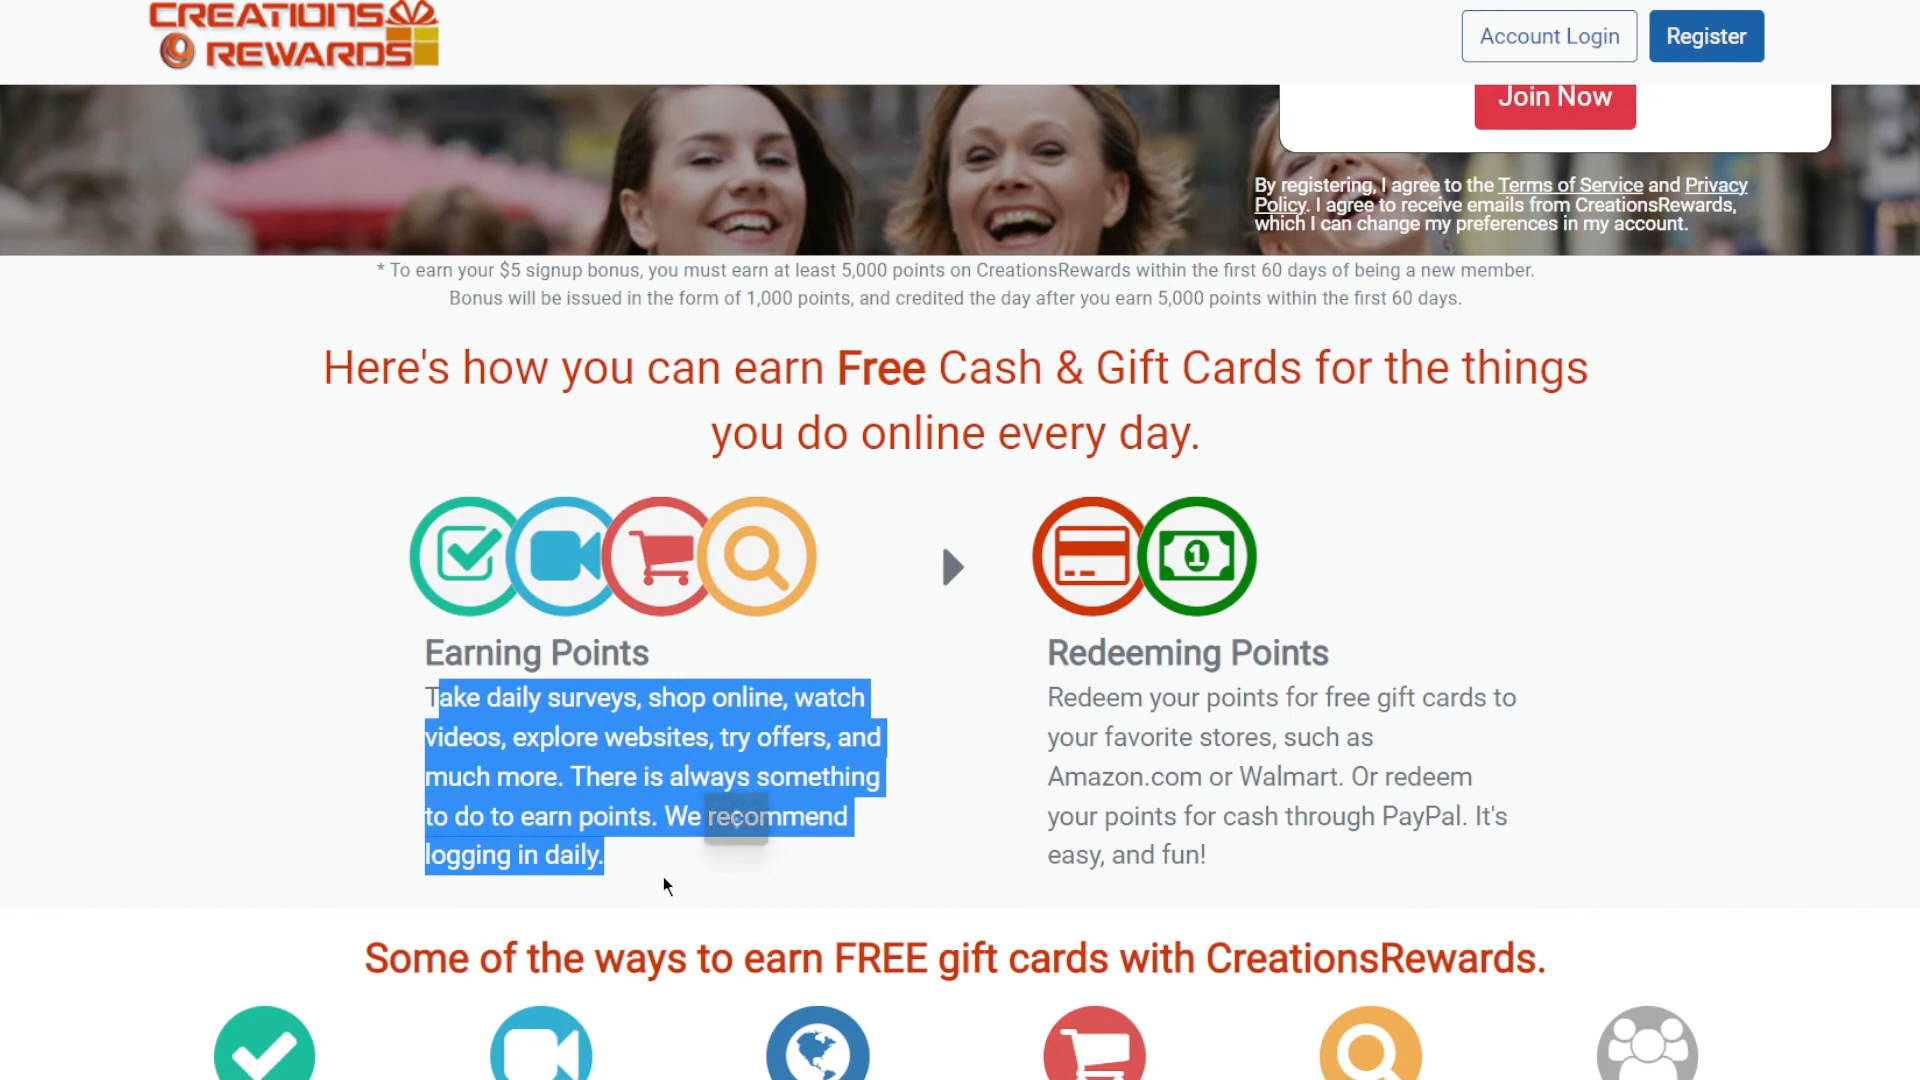 CREATIONS
REWARDS
Account Login
Register
Join Now
By registering, I agree to the Terms of Service and Privacy
Policy. I agree to receive emails from CreationsRewards,
which I can change my preferences in my account.
* To earn your $5 signup bonus, you must earn at least 5,000 points on CreationsRewards within the first 60 days of being a new member.
Bonus will be issued in the form of 1,000 points, and credited the day after you earn 5,000 points within the first 60 days.
Here's how you can earn Free Cash & Gift Cards for the things
you do online every day.
1
Earning Points
Take daily surveys, shop online, watch
videos, explore websites, try offers, and
much more. There is always something
to do to earn points. We recommend
logging in daily.
Redeeming Points
Redeem your points for free gift cards to
your favorite stores, such as
Amazon.com or Walmart. Or redeem
your points for cash through PayPal. It's
easy, and fun!
Some of the ways to earn FREE gift cards with CreationsRewards.